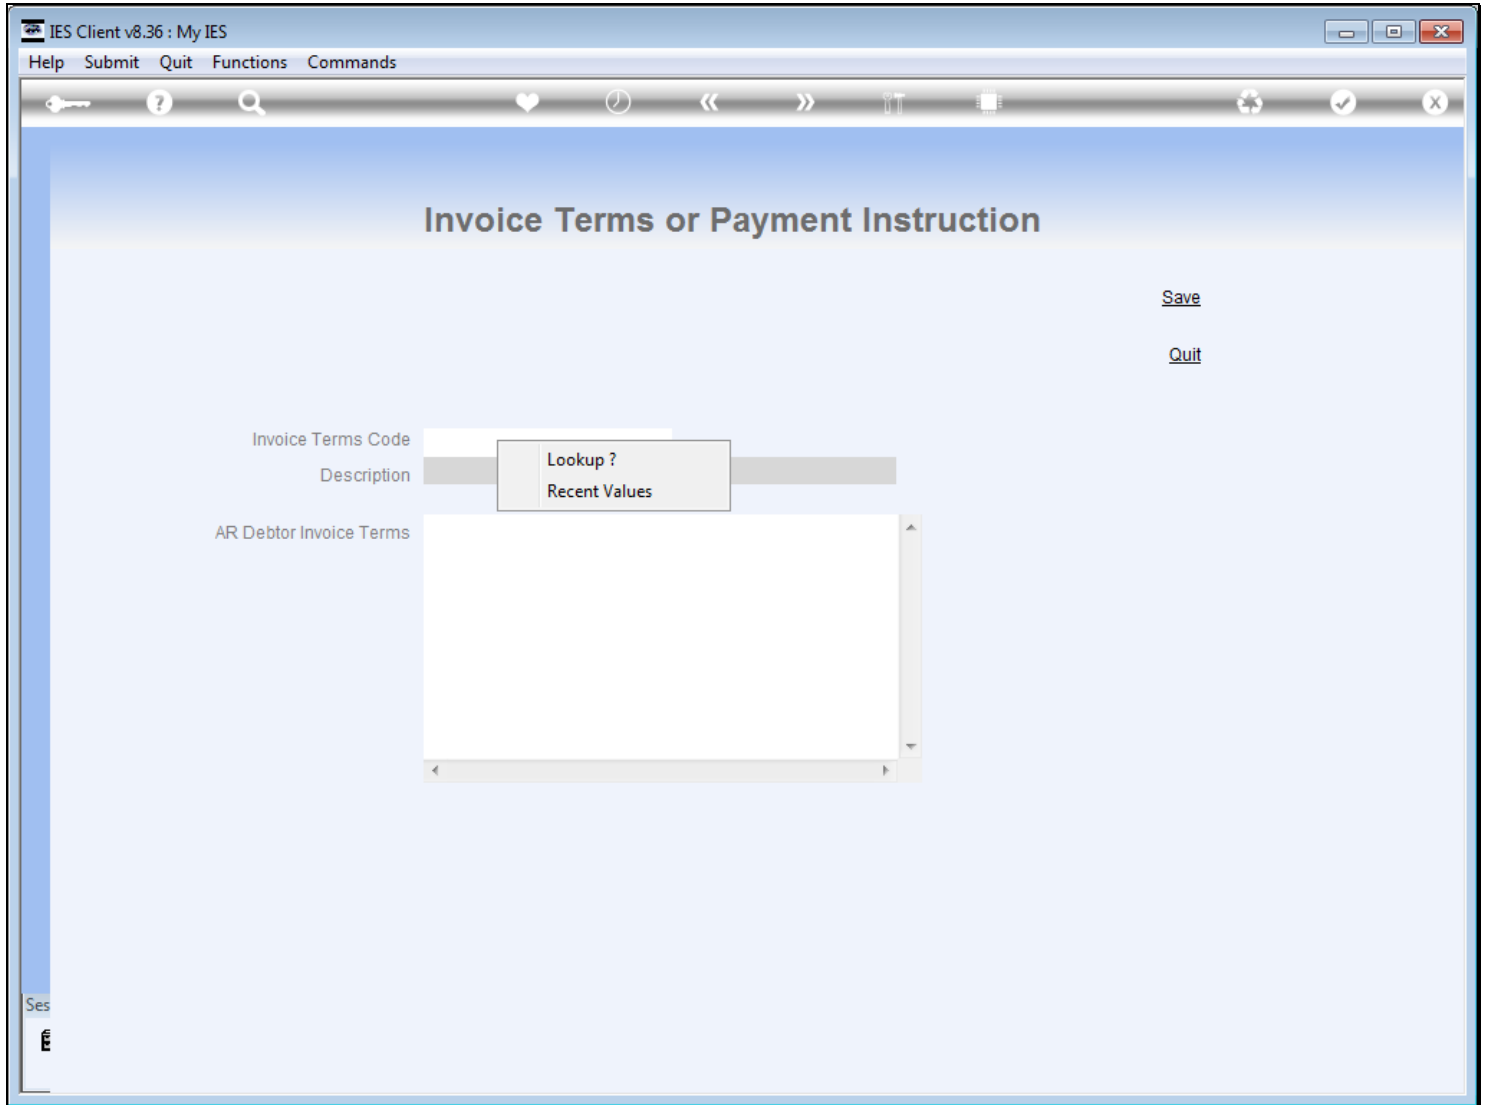 IES Client v8.36 : My IES
Help Submit Quit Functions Commands
Invoice Terms or Payment Instruction
Save
Quit
Invoice Terms Code
Lookup ?
Description
Recent Values
AR Debtor Invoice Terms
Ses